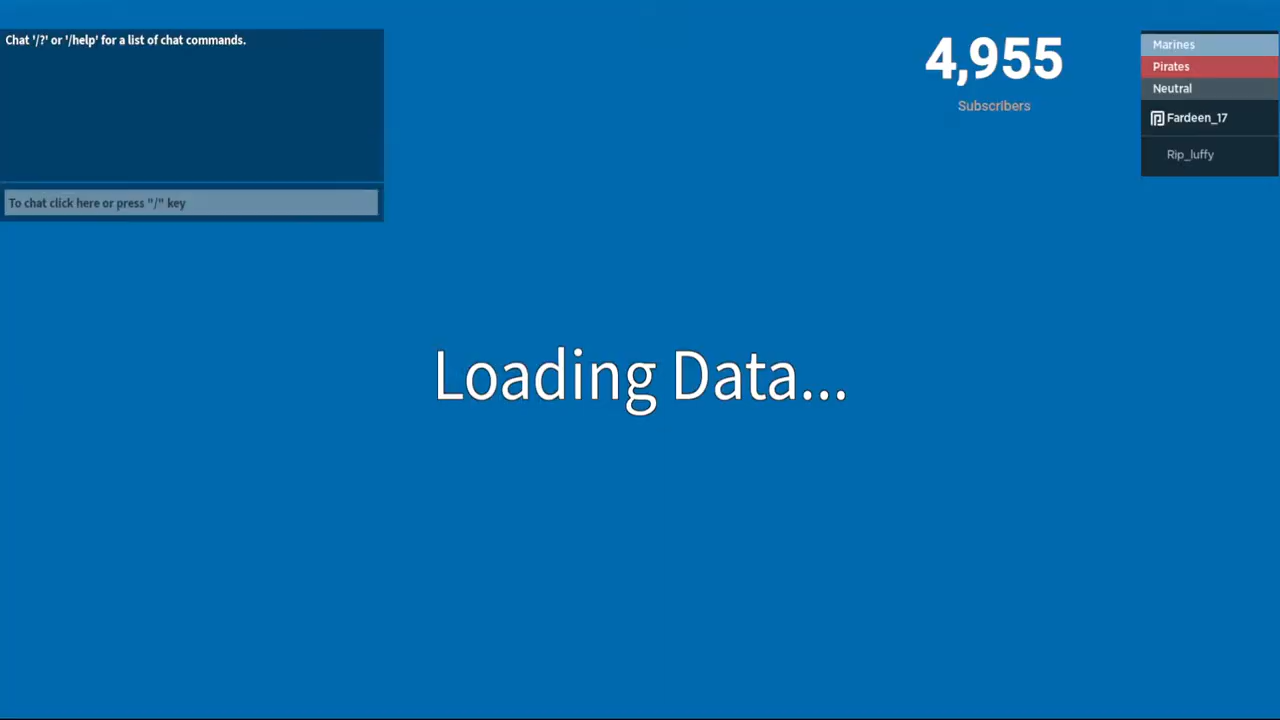 Chat '/?' or '/help' for a list of chat commands.
To chat click here or press "/" key
4,955
Subscribers
Marines
Pirates
Neutral
Fardeen_17
Rip_luffy
Loading Data...